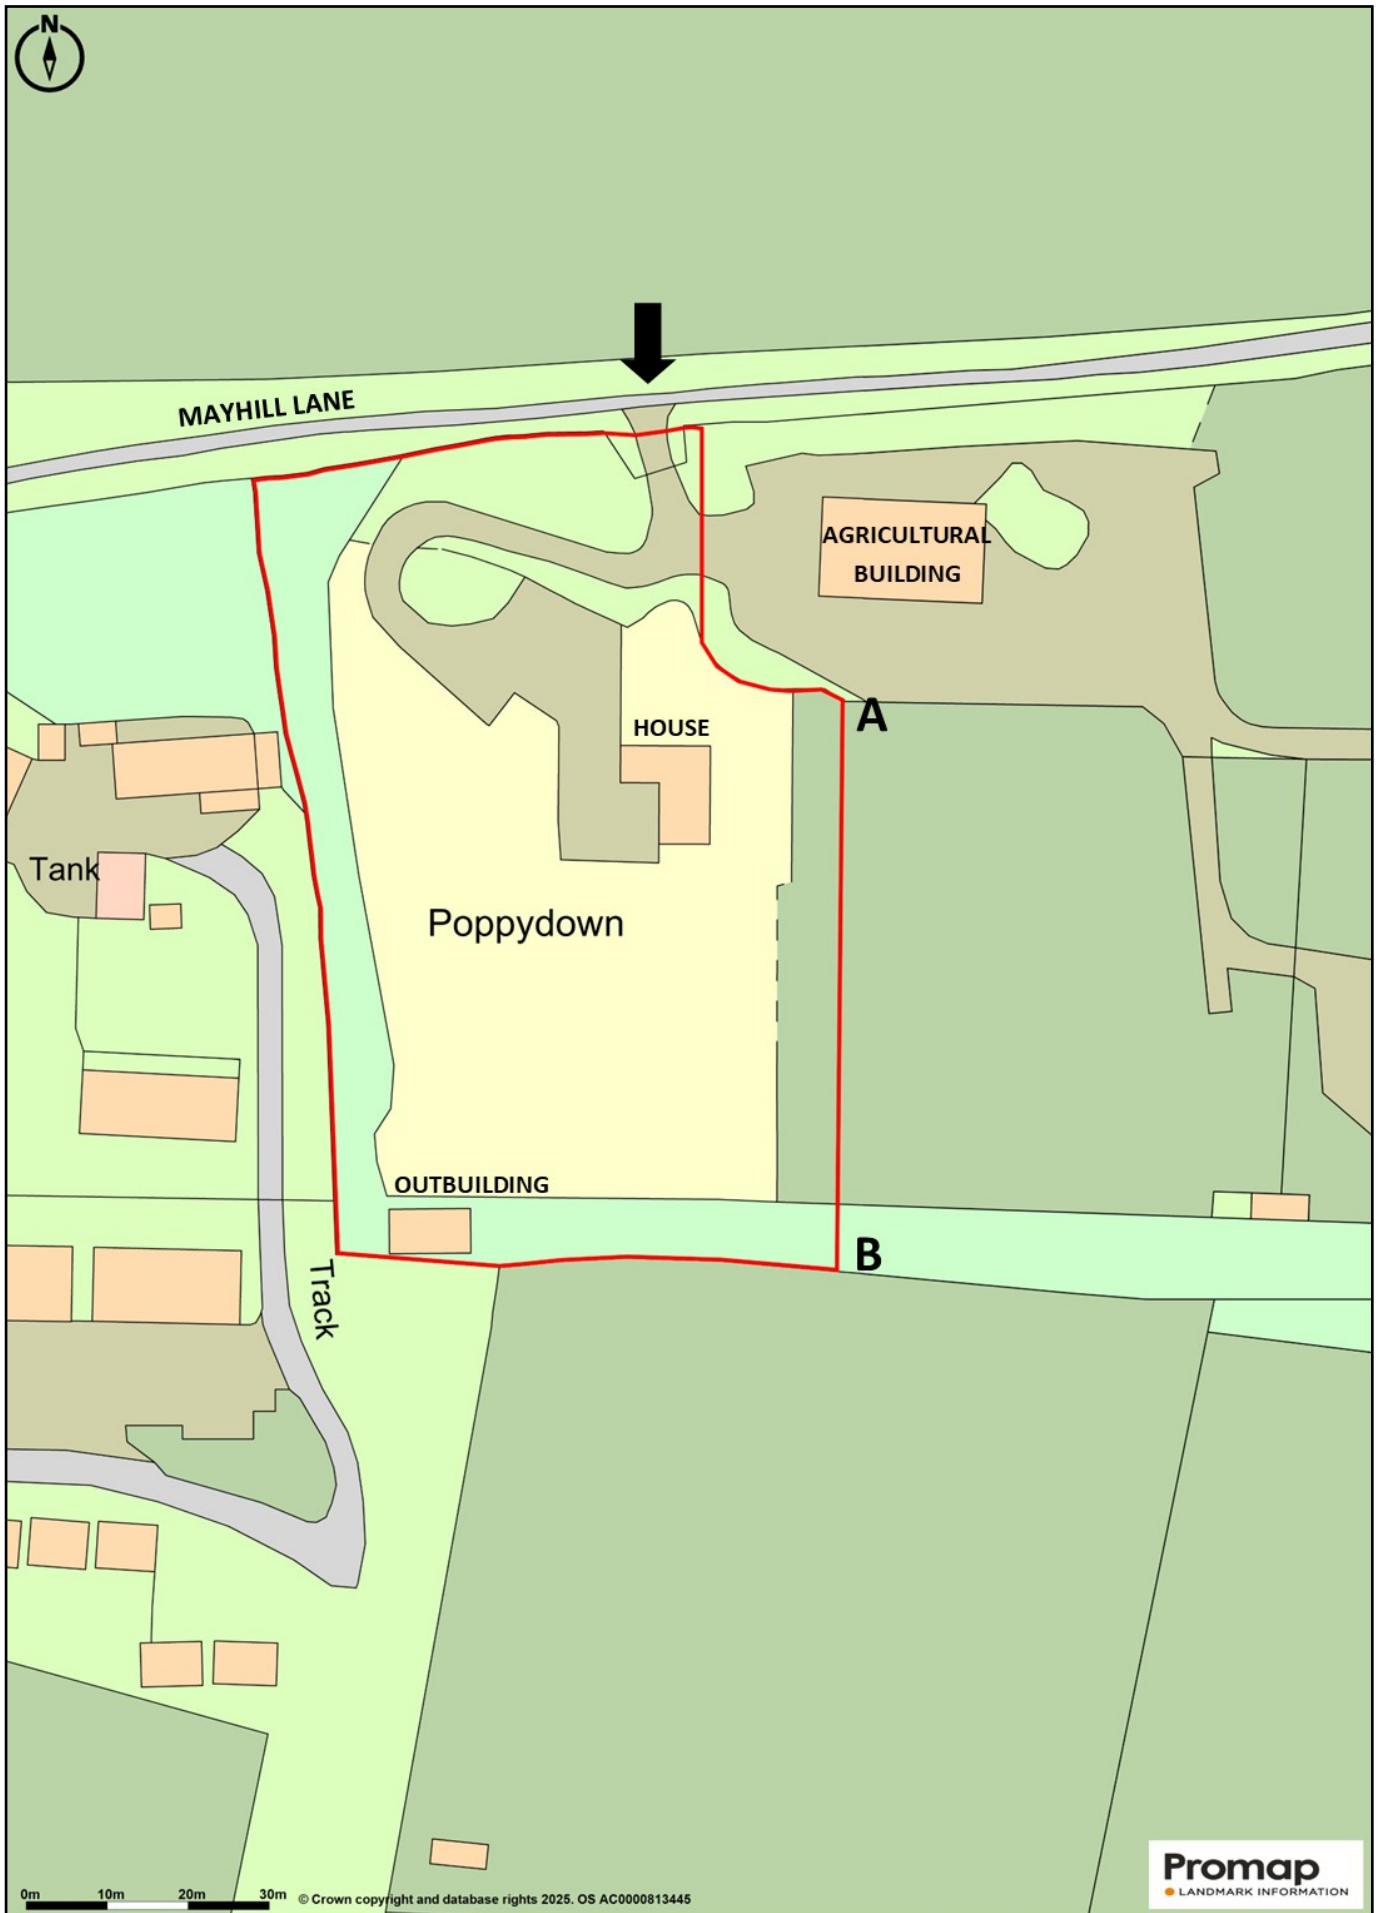 N
MAYHILL LANE
AGRICULTURAL
BUILDING
A
HOUSE
Tank
Poppydown
OUTBUILDING
B
Track
0m 10m 20m 30m
© Crown copyright and database rights 2025. OS AC0000813445
Promap
LANDMARK INFORMATION